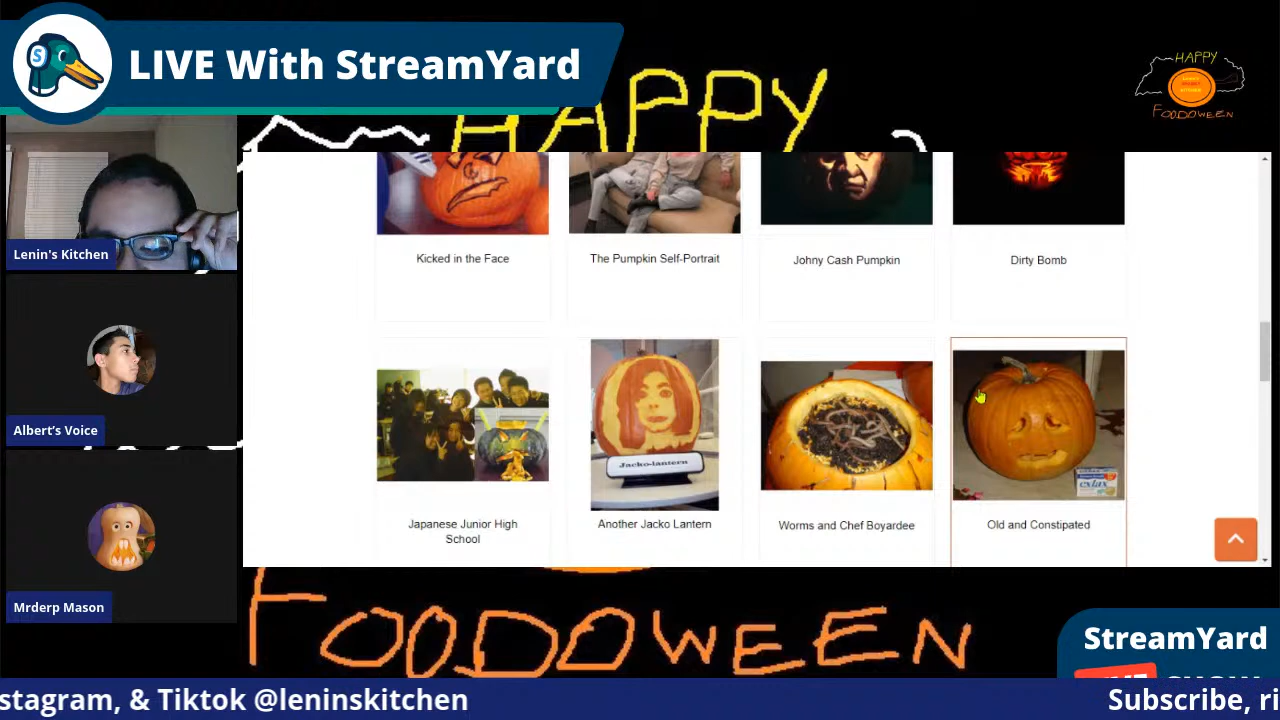 LIVE With StreamYard
HAPPY
HAPPY
FOODOWEEN
Lenin's Kitchen
Albert's Voice
Mrderp Mason
Kicked in the Face
The Pumpkin Self-Portrait
Johny Cash Pumpkin
Dirty Bomb
Jacko-lantern
exlax
Japanese Junior High
School
Another Jacko Lantern
Worms and Chef Boyardee
Old and Constipated
FOODOWEEN
StreamYard
stagram, & Tiktok @leninskitchen
Subscribe, ri